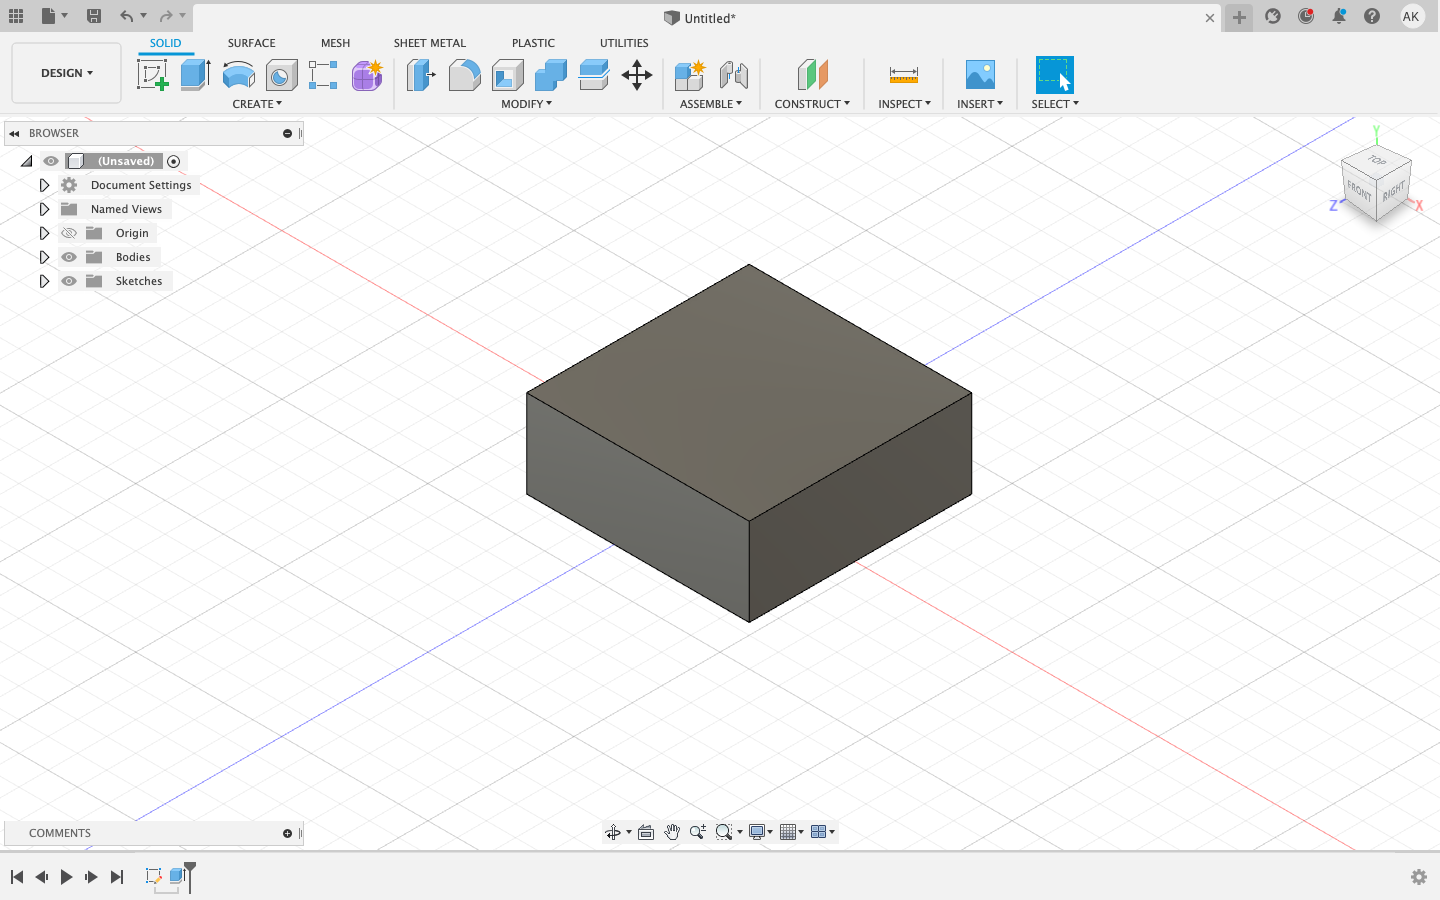 Untitled*
AK
SOLID SURFACE MESH SHEET METAL PLASTIC UTILITIES
DESIGN
CREATE MODIFY ASSEMBLE CONSTRUCT INSPECT INSERT SELECT
BROWSER
(Unsaved)
Document Settings
Named Views
Origin
Bodies
Sketches
Y
TOP
FRONT RIGHT
Z X
COMMENTS